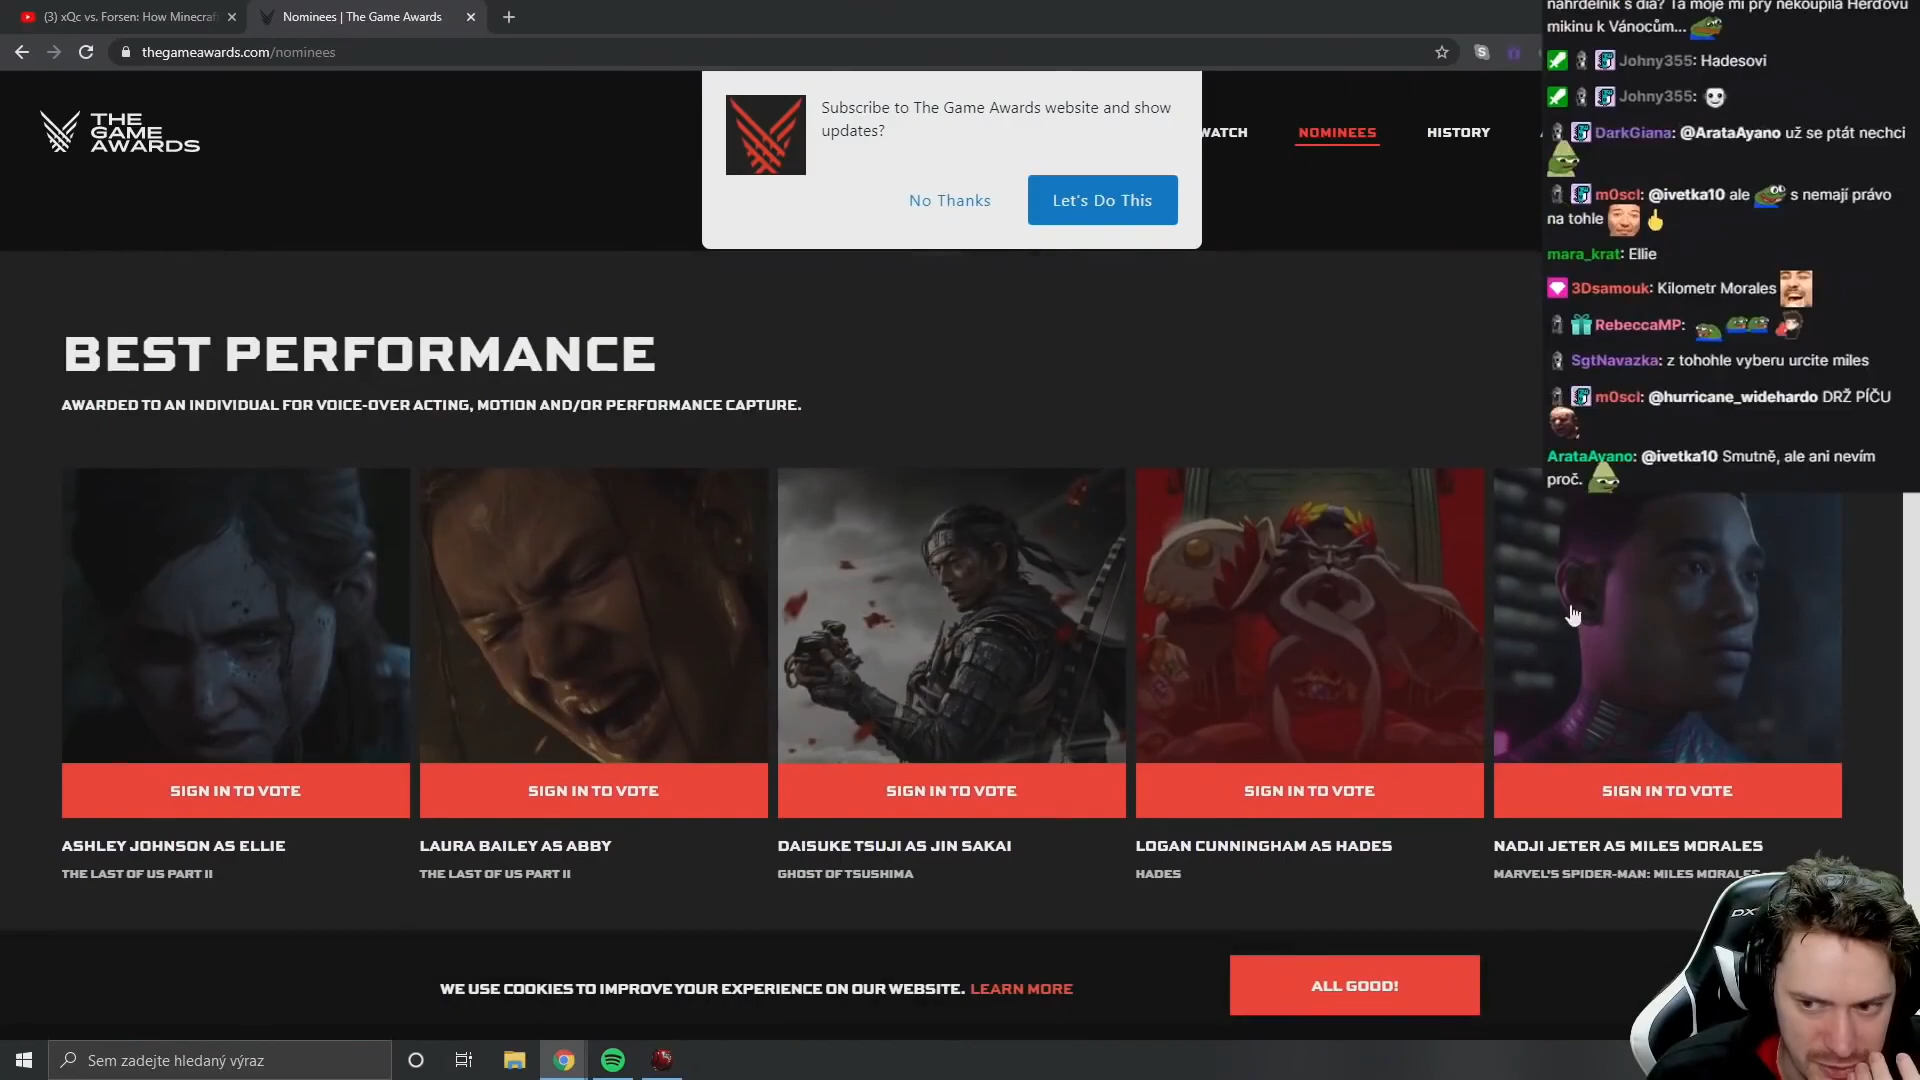 (3) xQc vs. Forsen: How Minecraf
Nominees | The Game Awards
thegameawards.com/nominees
THE
GAME
AWARDS
Subscribe to The Game Awards website and show
updates?
No Thanks
Let's Do This
WATCH
NOMINEES
HISTORY
BEST PERFORMANCE
AWARDED TO AN INDIVIDUAL FOR VOICE-OVER ACTING, MOTION AND/OR PERFORMANCE CAPTURE.
náhrdelník s dia? Ta moje mi prý nekoupila Herdovu
mikinu k Vánocům...
Johny355: Hadesovi
Johny355:
DarkGiana: @ArataAyano už se ptát nechci
m0scl: @ivetka10 ale s nemají právo
na tohle
mara_krat: Ellie
3Dsamouk: Kilometr Morales
RebeccaMP:
SgtNavazka: z tohohle vyberu urcite miles
m0scl: @hurricane_widehardo DRŽ PÍČU
ArataAyano: @ivetka10 Smutně, ale ani nevím
proč.
SIGN IN TO VOTE
SIGN IN TO VOTE
SIGN IN TO VOTE
SIGN IN TO VOTE
SIGN IN TO VOTE
ASHLEY JOHNSON AS ELLIE
THE LAST OF US PART II
LAURA BAILEY AS ABBY
THE LAST OF US PART II
DAISUKE TSUJI AS JIN SAKAI
GHOST OF TSUSHIMA
LOGAN CUNNINGHAM AS HADES
HADES
NADJI JETER AS MILES MORALES
MARVEL'S SPIDER-MAN: MILES MORALES
DX
WE USE COOKIES TO IMPROVE YOUR EXPERIENCE ON OUR WEBSITE. LEARN MORE
ALL GOOD!
Sem zadejte hledaný výraz